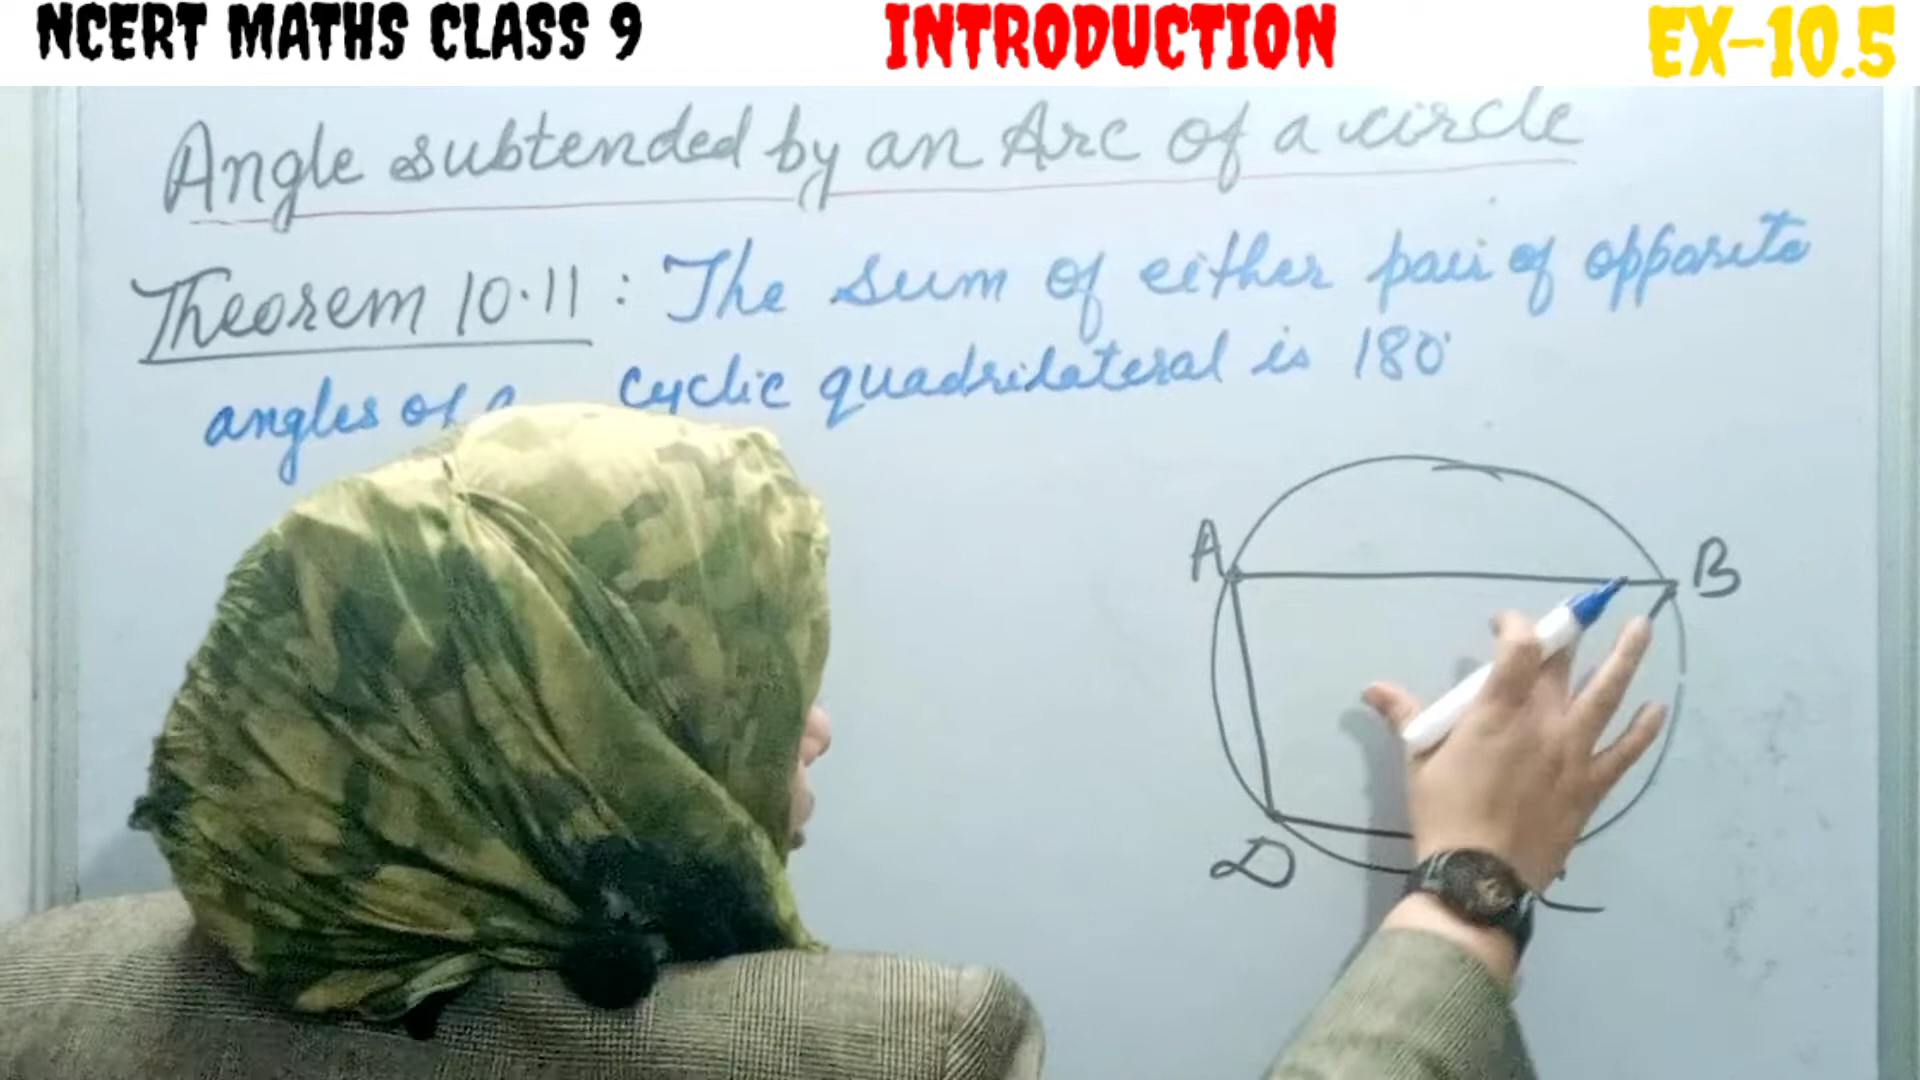 NCERT MATHS CLASS 9 INTRODUCTION EX-10.5
Angle subtended by an Arc of a circle
Theorem 10.11 : The sum of either pair of opposite
angles of cyclic quadrilateral is 180°
A
B
D